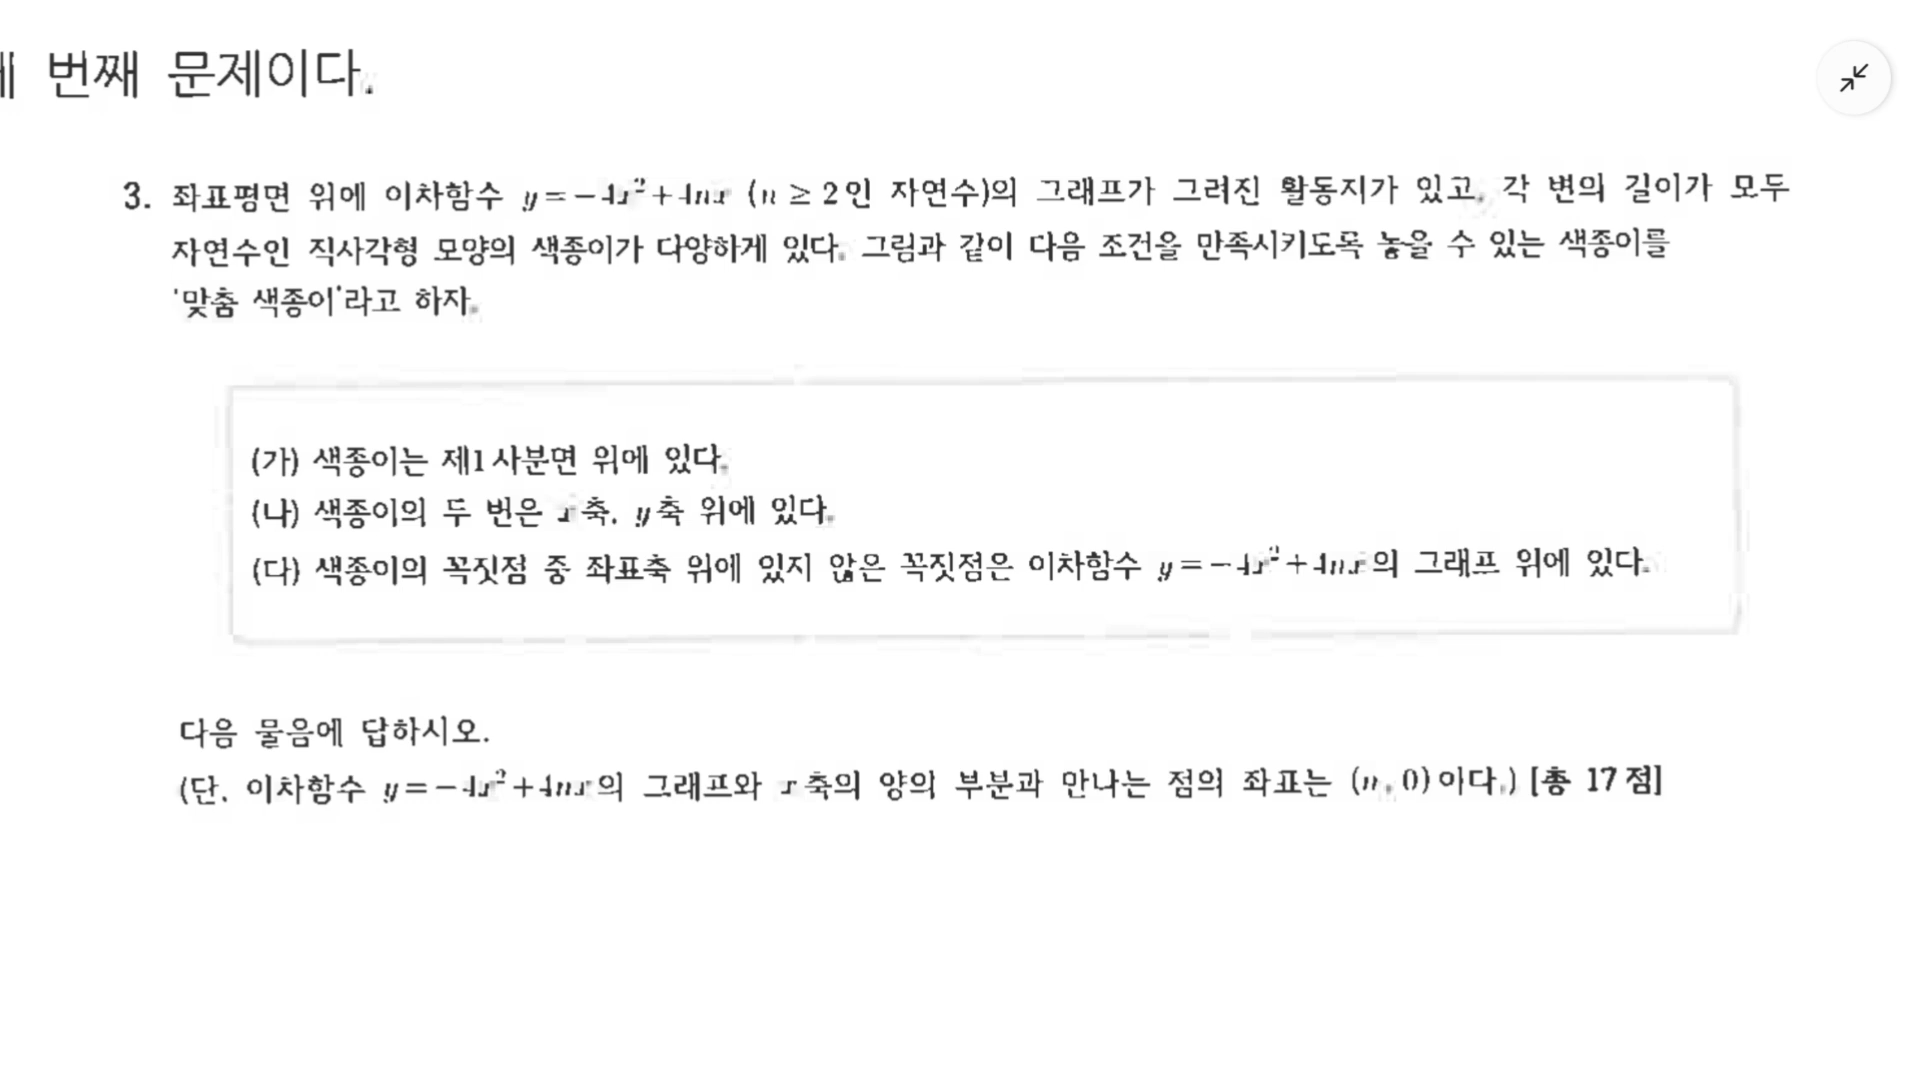 번째 문제이다.
3. 좌표평면 위에 이차함수 y=-4x²+4nx (n ≥ 2인 자연수)의 그래프가 그려진 활동지가 있고, 각 변의 길이가 모두
자연수인 직사각형 모양의 색종이가 다양하게 있다. 그림과 같이 다음 조건을 만족시키도록 놓을 수 있는 색종이를
'맞춤 색종이'라고 하자.
(가) 색종이는 제1사분면 위에 있다.
(나) 색종이의 두 변은 x축, y축 위에 있다.
(다) 색종이의 꼭짓점 중 좌표축 위에 있지 않은 꼭짓점은 이차함수 y=-4x²+4nx의 그래프 위에 있다.
다음 물음에 답하시오.
(단, 이차함수 y=-4x²+4nx의 그래프와 x축의 양의 부분과 만나는 점의 좌표는 (n, 0)이다.) [총 17점]